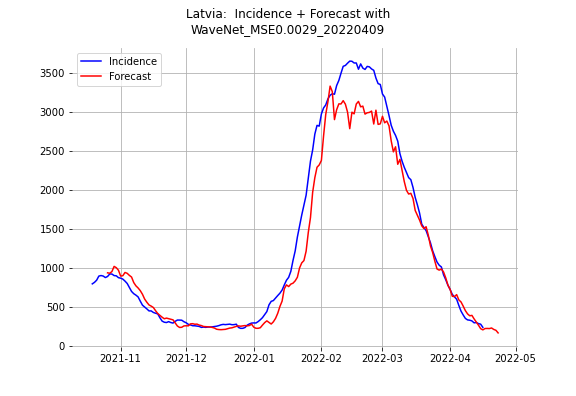 Latvia:  Incidence + Forecast with
WaveNet_MSE0.0029_20220409
Incidence
Forecast
3500
3000
2500
2000
1500
1000
500
0
2021-11 2021-12 2022-01 2022-02 2022-03 2022-04 2022-05